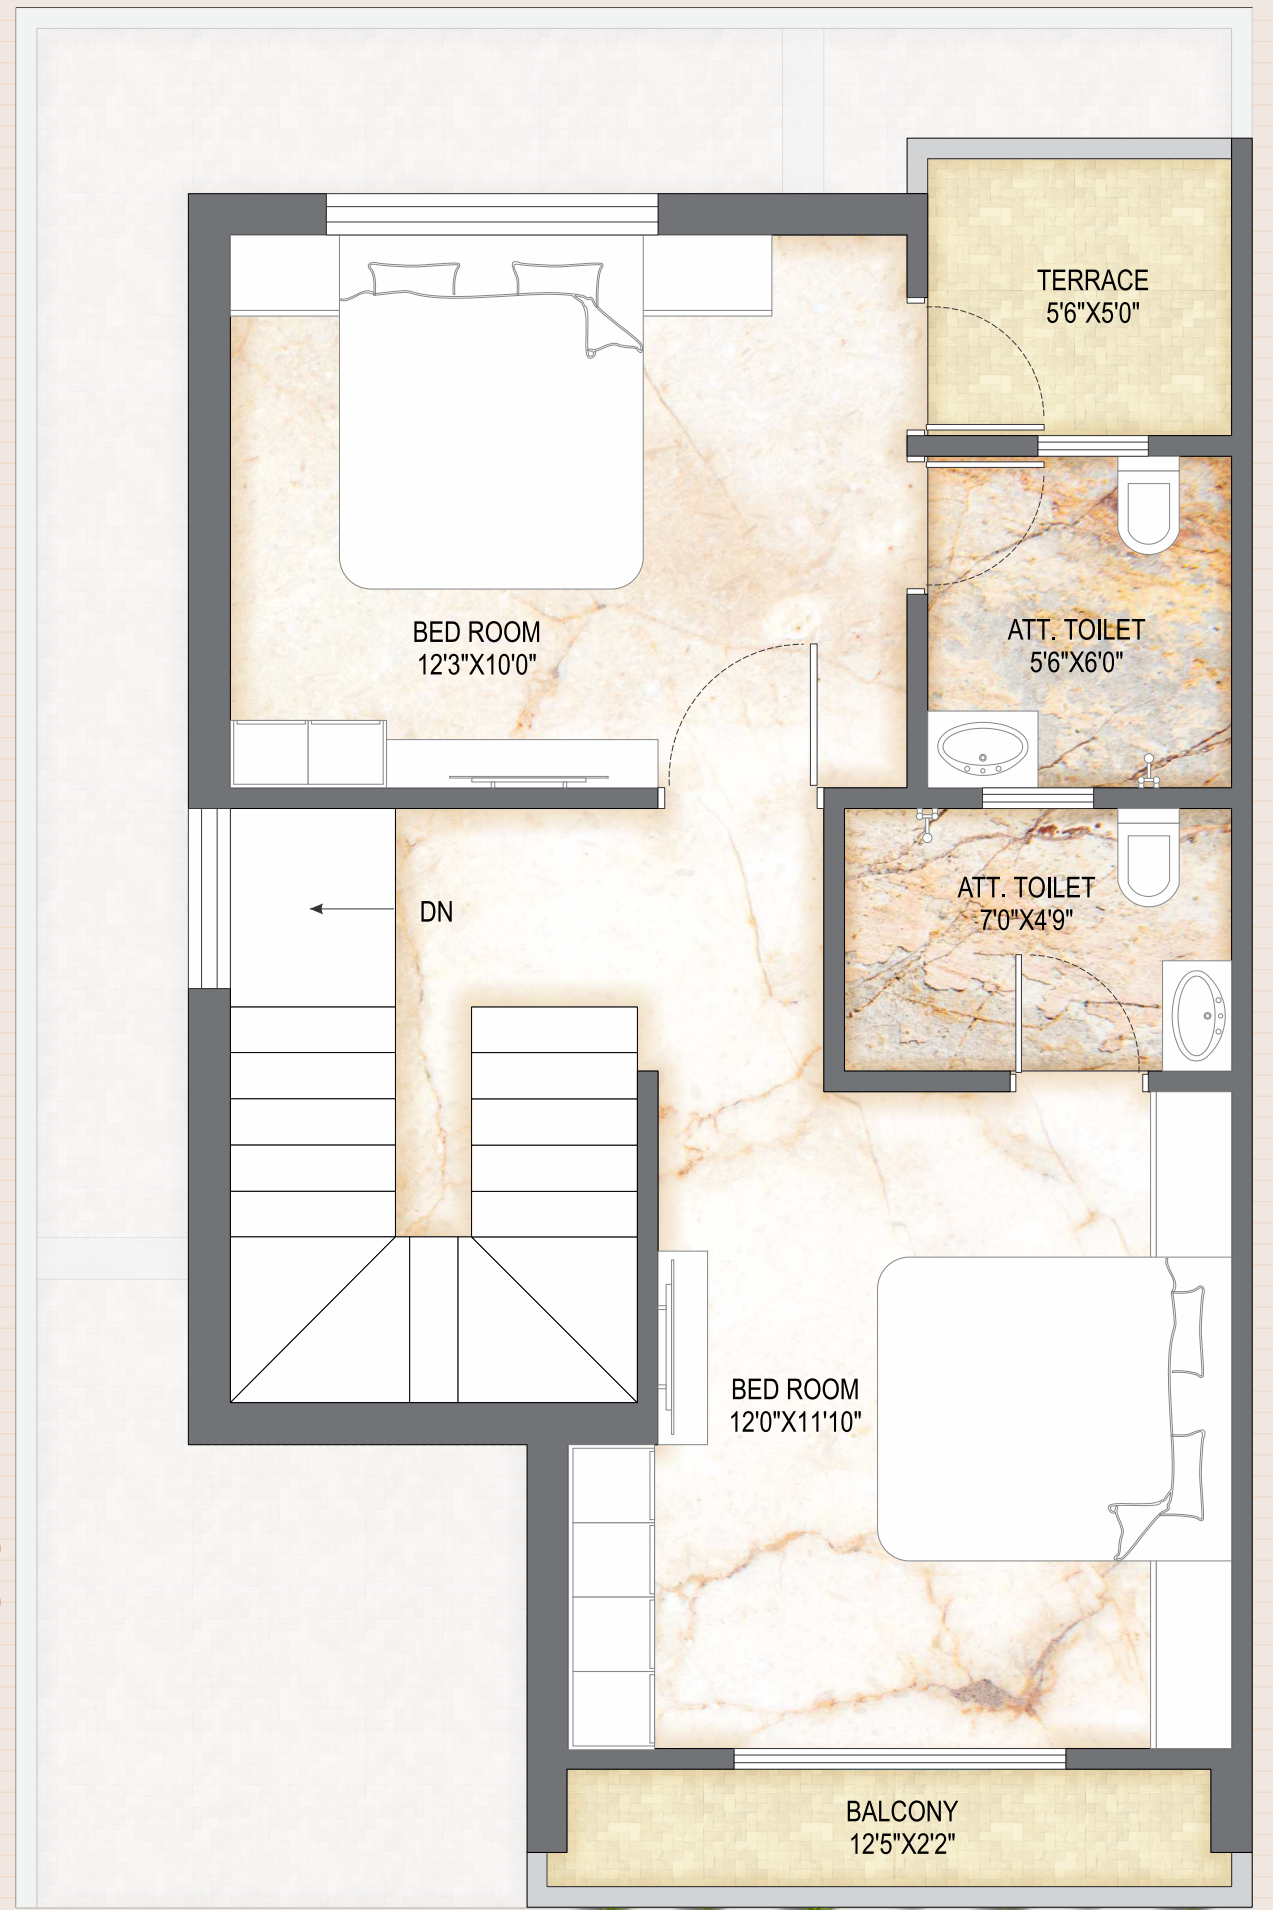 TERRACE
5'6"X5'0"
BED ROOM
12'3"X10'0"
ATT. TOILET
5'6"X6'0"
DN
ATT. TOILET
7'0"X4'9"
BED ROOM
12'0"X11'10"
BALCONY
12'5"X2'2"